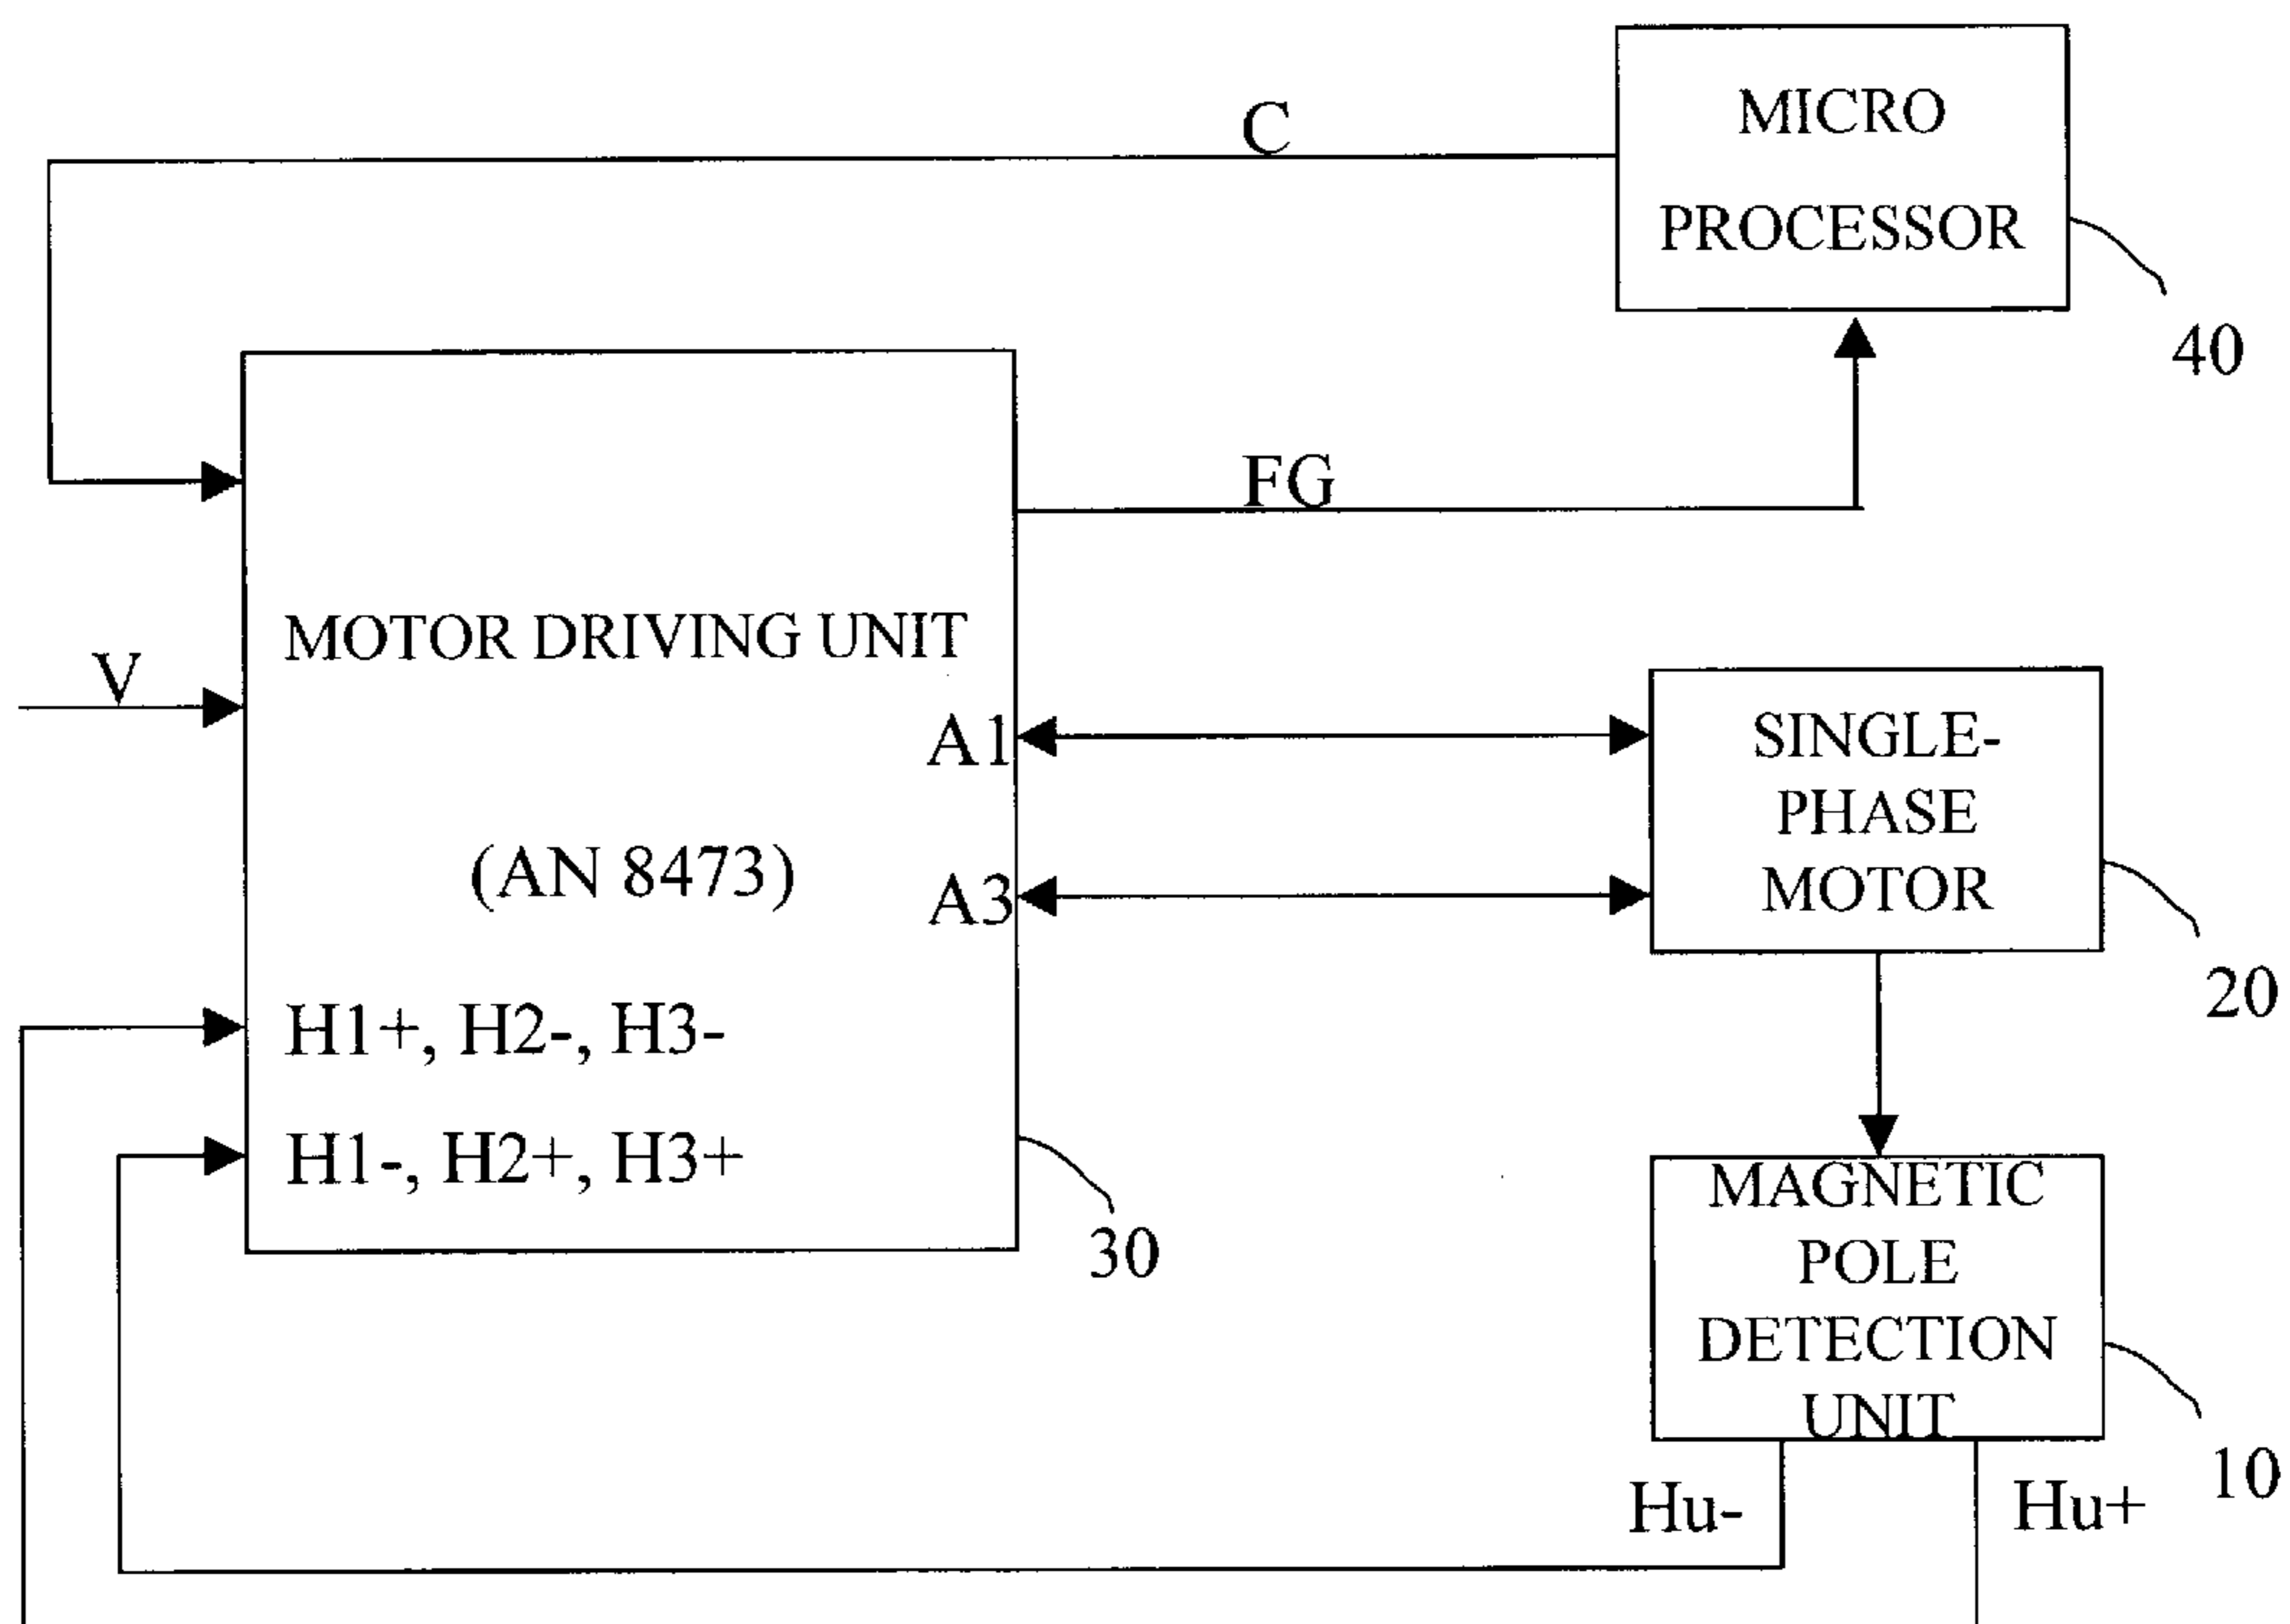 MICRO
PROCESSOR
40
C
FG
MOTOR DRIVING UNIT
(AN 8473)
V
A1
A3
H1+, H2-, H3-
H1-, H2+, H3+
30
SINGLE-
PHASE
MOTOR
20
MAGNETIC
POLE
DETECTION
UNIT
10
Hu-
Hu+